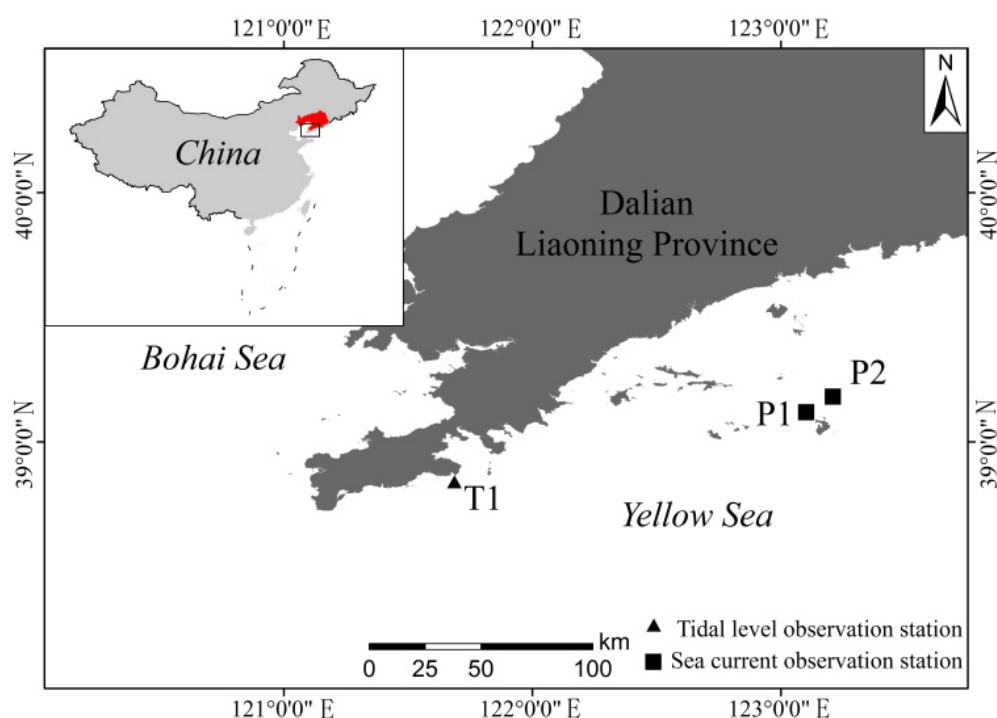 121°0'0" E 122°0'0" E 123°0'0" E
N
China
40°0'0" N
40°0'0" N
Dalian
Liaoning Province
Bohai Sea
P2
P1
39°0'0" N
39°0'0" N
T1
Yellow Sea
km
0 25 50 100
Tidal level observation station
Sea current observation station
121°0'0" E 122°0'0" E 123°0'0" E